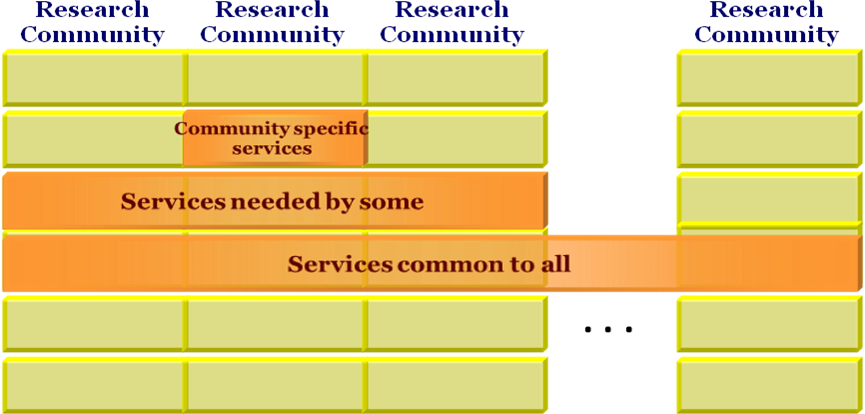 Research Research Research Research
Community Community Community Community
Community specific
services
Services needed by some
Services common to all
. . .